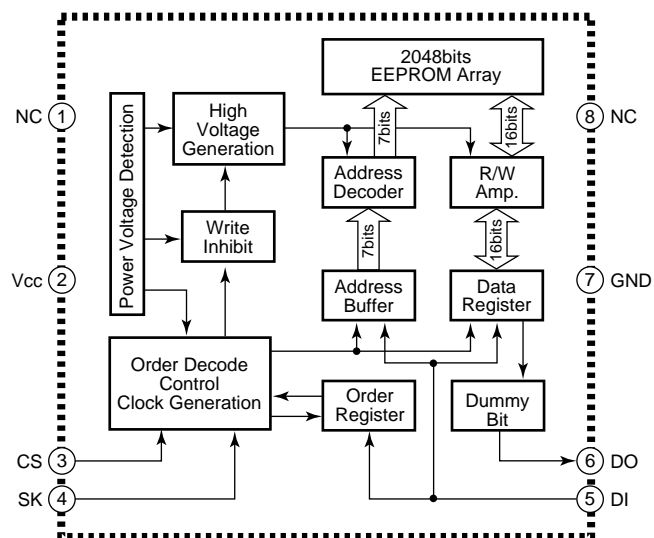 2048bits
EEPROM Array
NC 1
8 NC
Power Voltage Detection
High
Voltage
Generation
7bits
16bits
Address
Decoder
R/W
Amp.
Write
Inhibit
7bits
16bits
Vcc 2
7 GND
Address
Buffer
Data
Register
Order Decode
Control
Clock Generation
Order
Register
Dummy
Bit
CS 3
6 DO
SK 4
5 DI